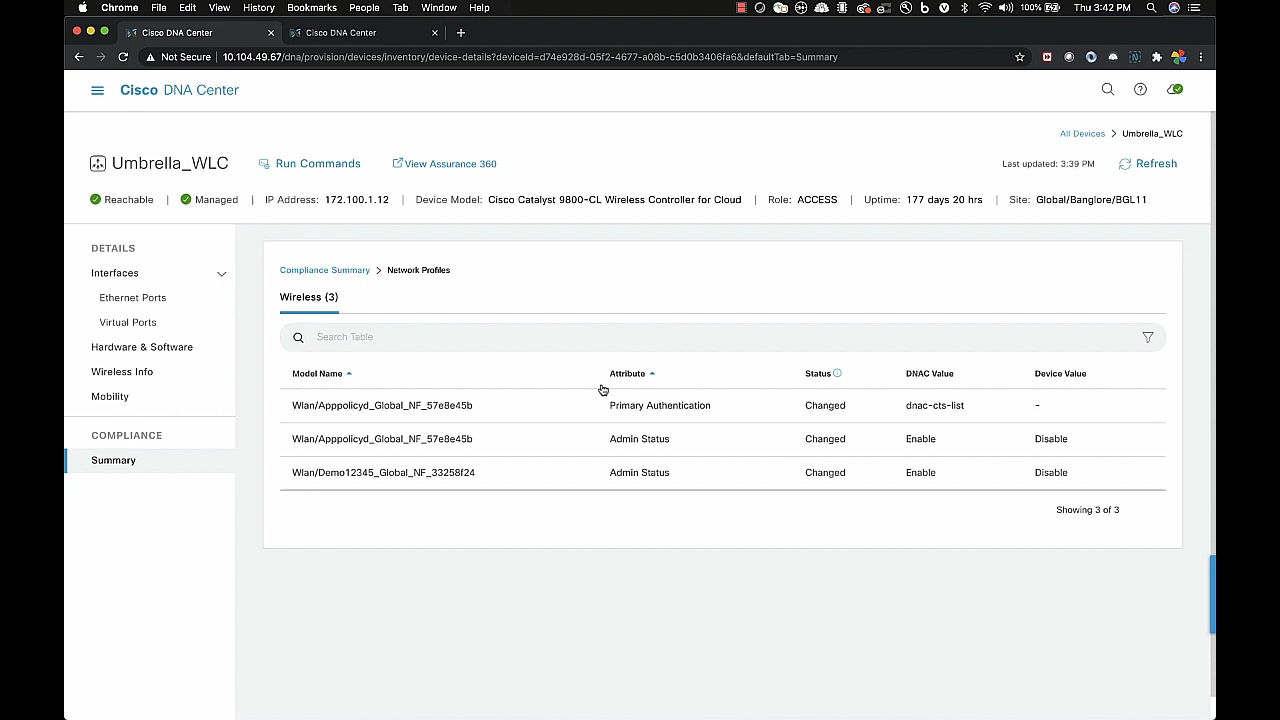 Chrome File Edit View History Bookmarks People Tab Window Help 100% Thu 3:42 PM
Cisco DNA Center Cisco DNA Center
Not Secure 10.104.49.67/dna/provision/devices/inventory/device-details?deviceId=d74e928d-05f2-4677-a08b-c5d0b3406fa6&defaultTab=Summary
Cisco DNA Center
All Devices > Umbrella_WLC
Umbrella_WLC Run Commands View Assurance 360 Last updated: 3:39 PM Refresh
Reachable | Managed | IP Address: 172.100.1.12 | Device Model: Cisco Catalyst 9800-CL Wireless Controller for Cloud | Role: ACCESS | Uptime: 177 days 20 hrs | Site: Global/Banglore/BGL11
DETAILS
Interfaces
Ethernet Ports
Virtual Ports
Hardware & Software
Wireless Info
Mobility
COMPLIANCE
Summary
Compliance Summary > Network Profiles
Wireless (3)
Search Table
Model Name Attribute Status DNAC Value Device Value
Wlan/Apppolicyd_Global_NF_57e8e45b Primary Authentication Changed dnac-cts-list -
Wlan/Apppolicyd_Global_NF_57e8e45b Admin Status Changed Enable Disable
Wlan/Demo12345_Global_NF_33258f24 Admin Status Changed Enable Disable
Showing 3 of 3